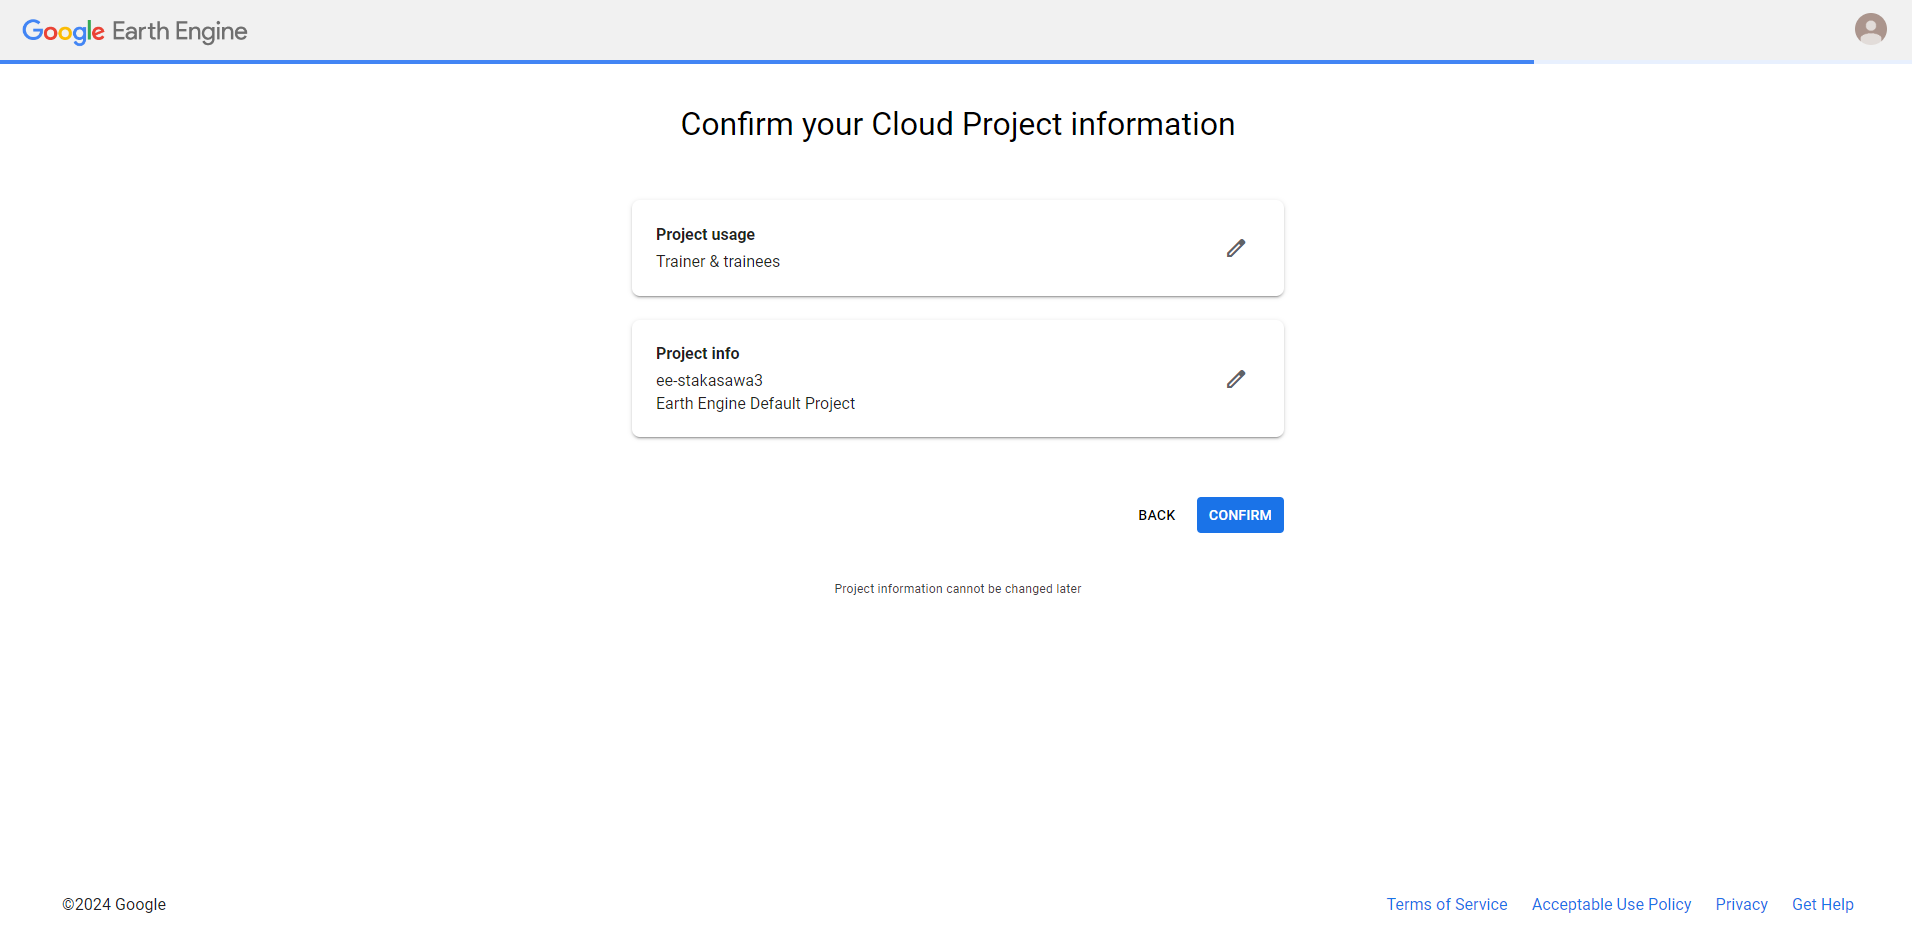 Google Earth Engine
Confirm your Cloud Project information
Project usage
Trainer & trainees
Project info
ee-stakasawa3
Earth Engine Default Project
BACK CONFIRM
Project information cannot be changed later
©2024 Google Terms of Service Acceptable Use Policy Privacy Get Help